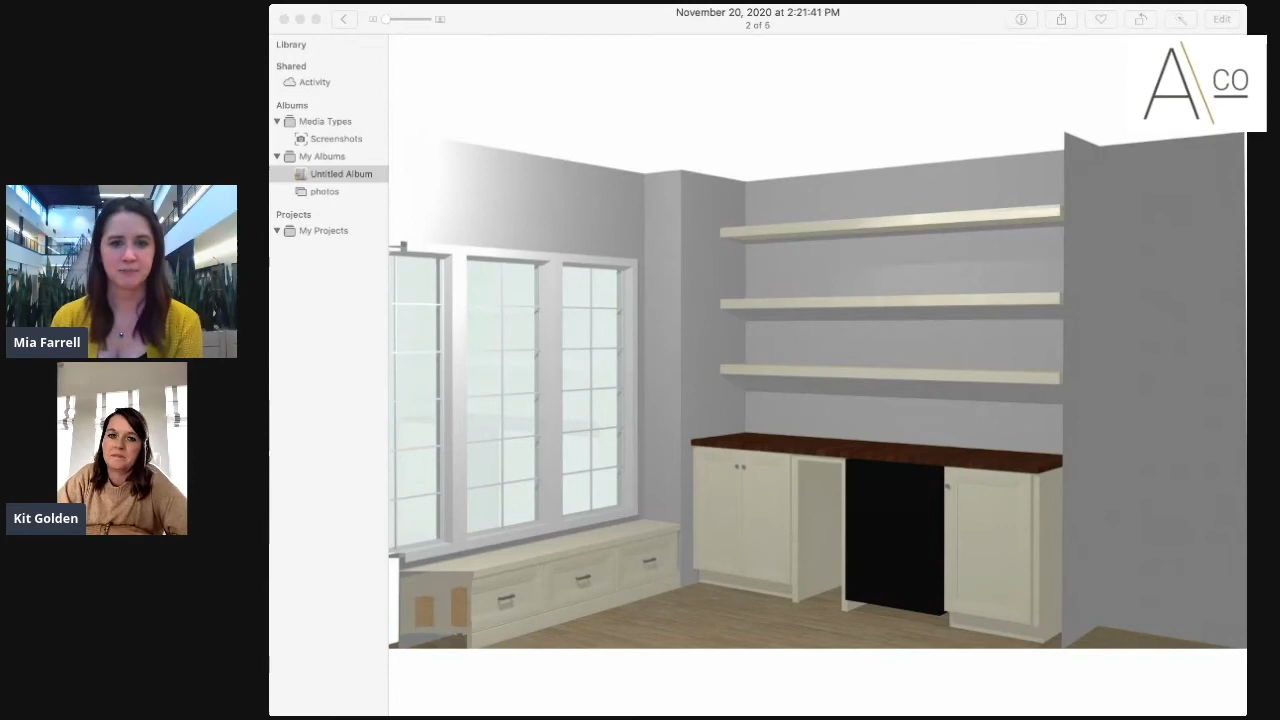 November 20, 2020 at 2:21:41 PM
2 of 5
Edit
Library
Shared
Activity
Albums
Media Types
Screenshots
My Albums
Untitled Album
photos
Projects
My Projects
A\CO
Mia Farrell
Kit Golden